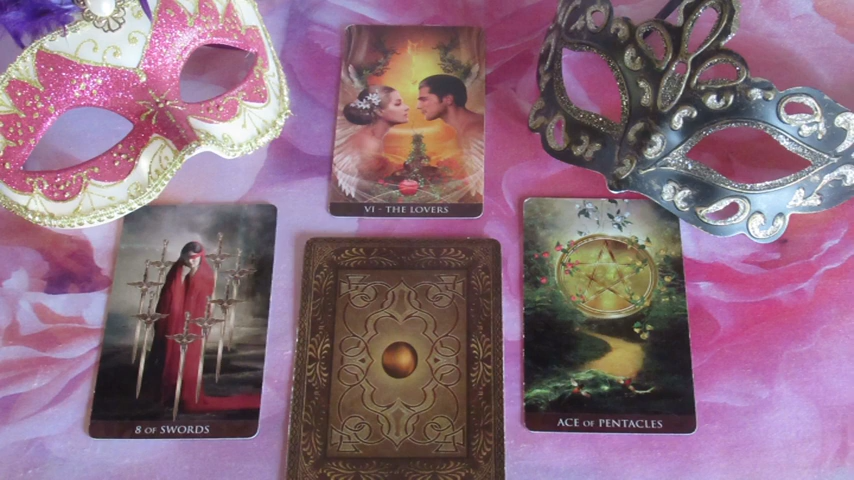 VI - THE LOVERS
8 OF SWORDS
ACE OF PENTACLES